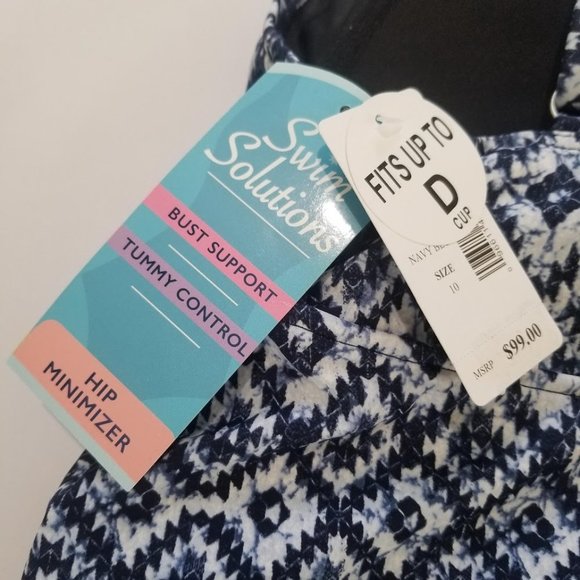 Swim
Solutions
BUST SUPPORT
TUMMY CONTROL
HIP
MINIMIZER
FITS UP TO
D
CUP
NAVY
SIZE
10
MSRP $99.00